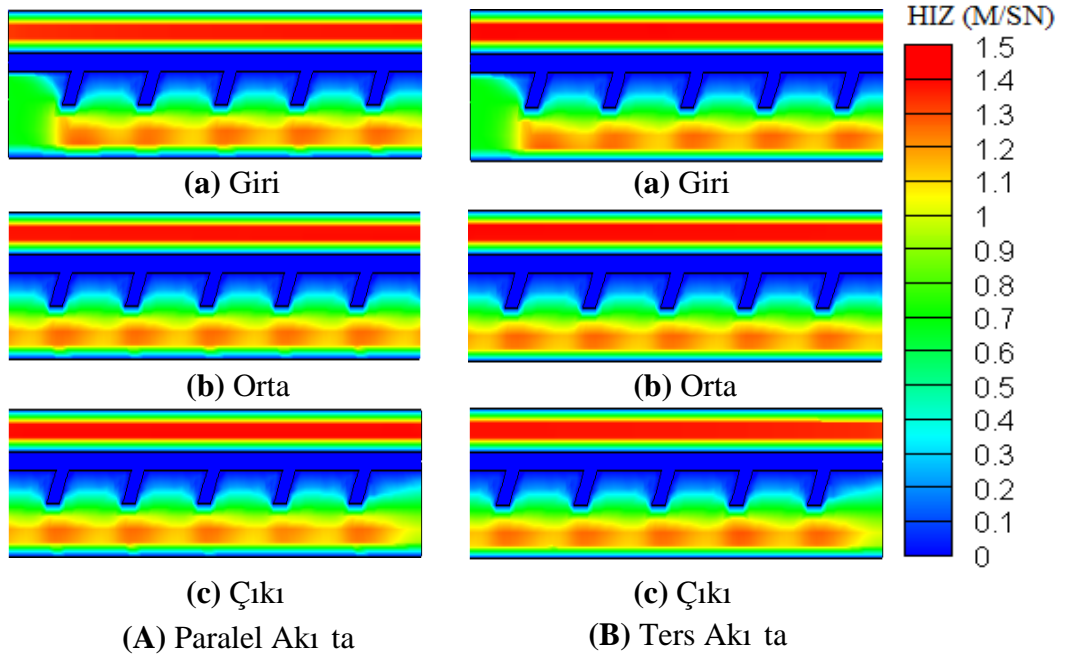 HIZ (M/SN)
1.5
1.4
1.3
1.2
1.1
1
0.9
0.8
0.7
0.6
0.5
0.4
0.3
0.2
0.1
0
(a) Giri
(a) Giri
(b) Orta
(b) Orta
(c) Çıkı
(c) Çıkı
(A) Paralel Akı ta
(B) Ters Akı ta